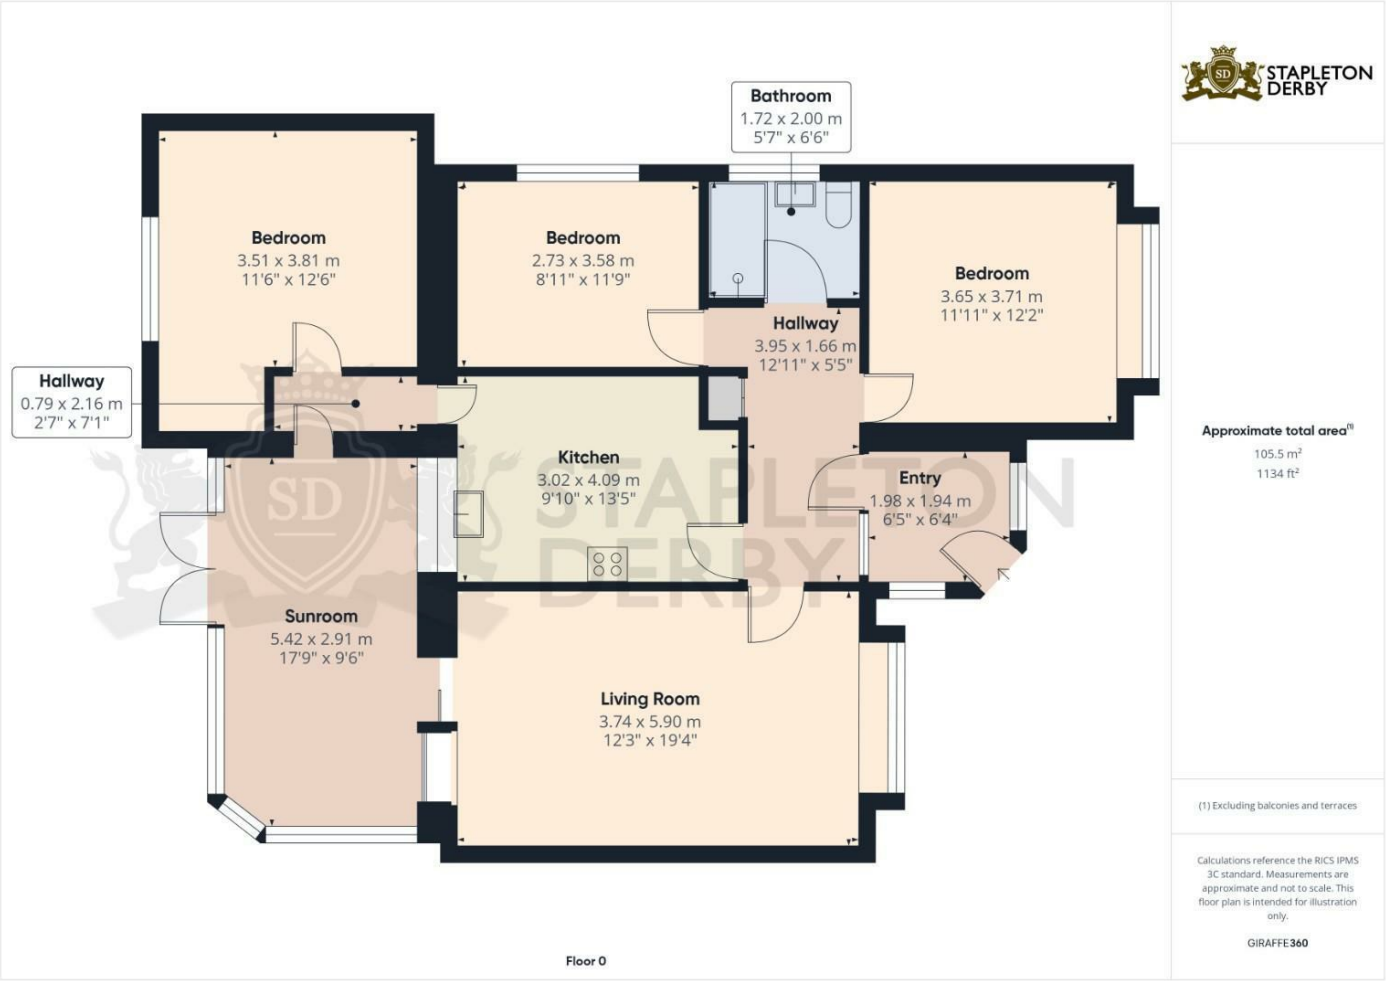 Bathroom
1.72 x 2.00 m
5'7" x 6'6"
Bedroom
3.51 x 3.81 m
11'6" x 12'6"
Bedroom
2.73 x 3.58 m
8'11" x 11'9"
Bedroom
3.65 x 3.71 m
11'11" x 12'2"
Hallway
3.95 x 1.66 m
12'11" x 5'5"
Hallway
0.79 x 2.16 m
2'7" x 7'1"
Kitchen
3.02 x 4.09 m
9'10" x 13'5"
Entry
1.98 x 1.94 m
6'5" x 6'4"
SD
STAPLETON
DERBY
Sunroom
5.42 x 2.91 m
17'9" x 9'6"
Living Room
3.74 x 5.90 m
12'3" x 19'4"
Floor 0
SD
STAPLETON
DERBY
Approximate total area(1)
105.5 m²
1134 ft²
(1) Excluding balconies and terraces
Calculations reference the RICS IPMS
3C standard. Measurements are
approximate and not to scale. This
floor plan is intended for illustration
only.
GIRAFFE360